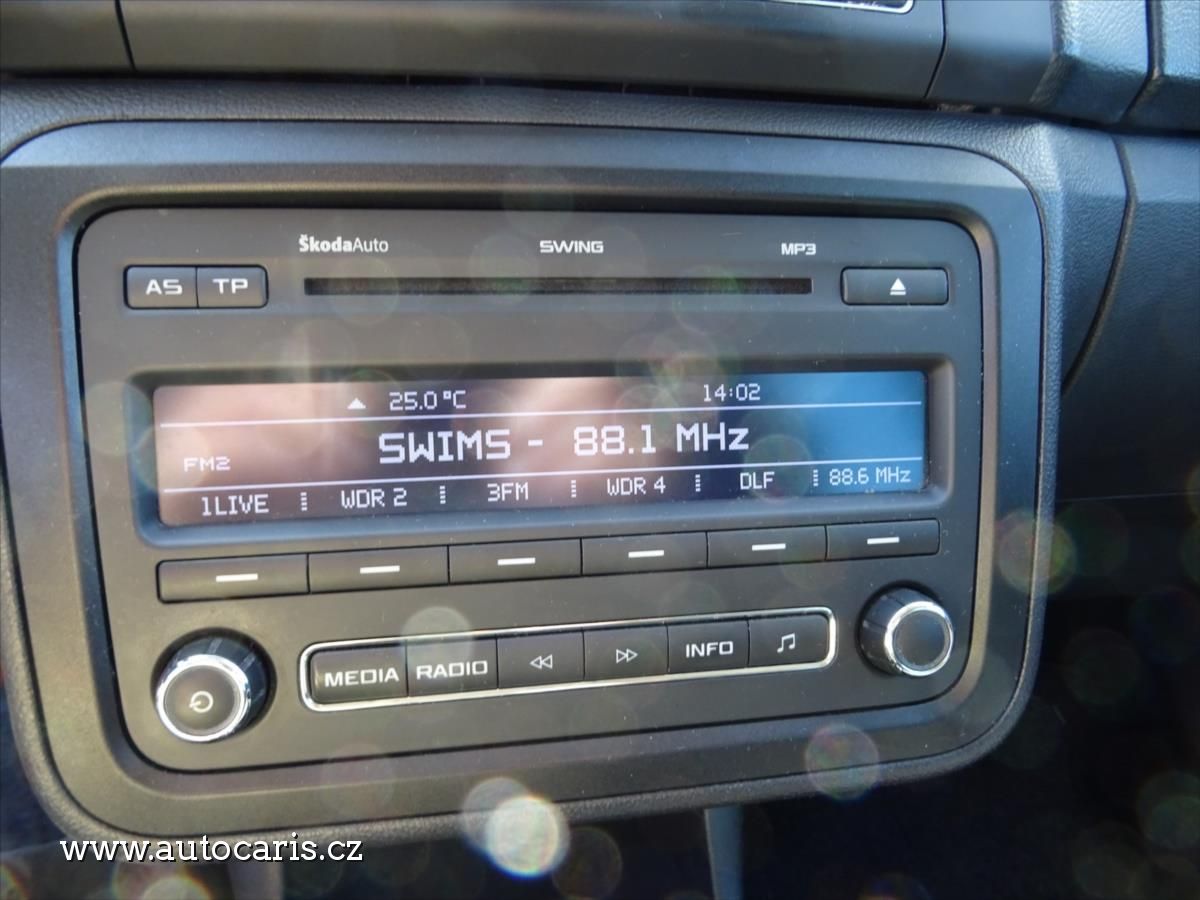 ŠkodaAuto SWING MP3
AS TP
25.0 °C 14:02
FM2 SWIMS - 88.1 MHz
1LIVE WDR 2 3FM WDR 4 DLF 88.6 MHz
MEDIA RADIO INFO
www.autocaris.cz